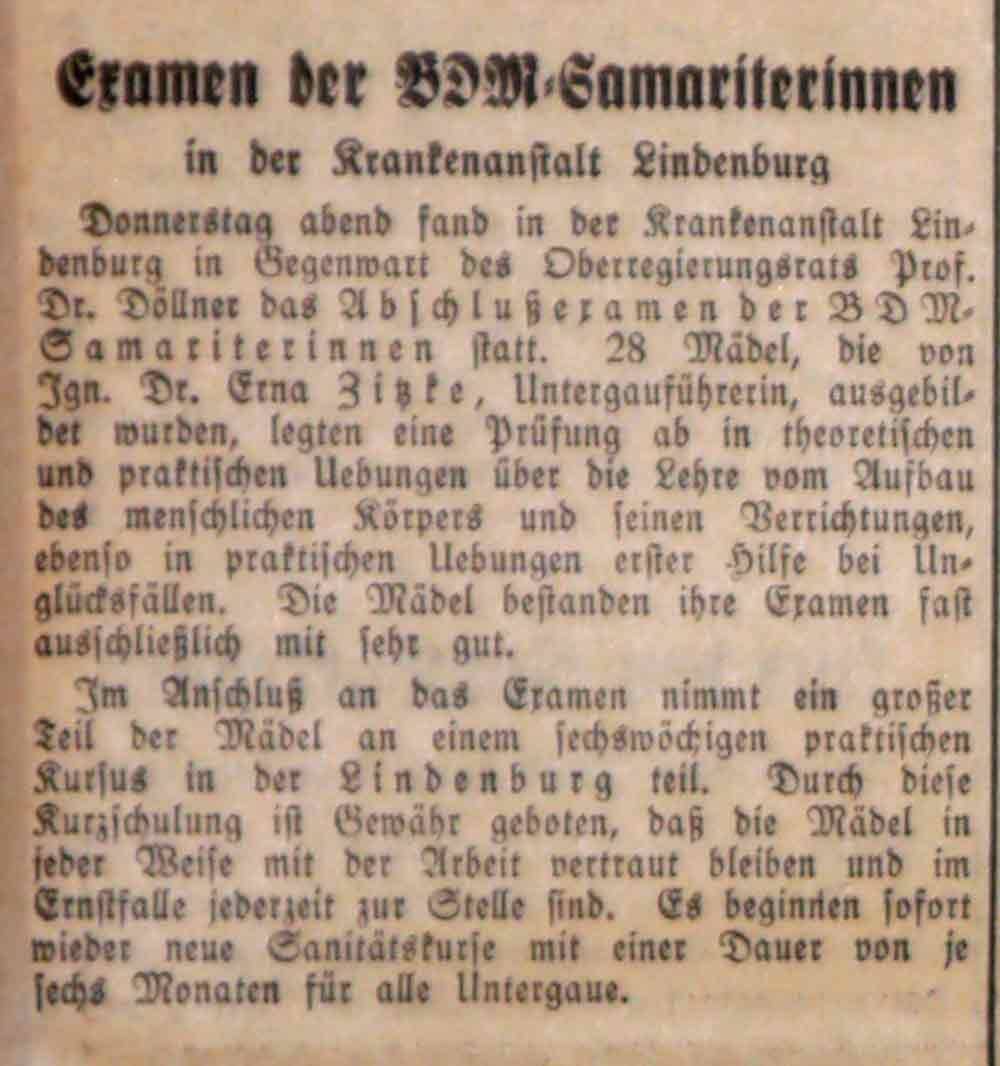 Examen der BDM-Samariterinnen
in der Krankenanstalt Lindenburg
Donnerstag abend fand in der Krankenanstalt Lin-
denburg in Gegenwart des Oberregierungsrats Prof.
Dr. Döllner das Abschlußexamen der BDM-
Samariterinnen statt. 28 Mädel, die von
Ign. Dr. Erna Zitzke, Untergauführerin, ausgebil-
det wurden, legten eine Prüfung ab in theoretischen
und praktischen Uebungen über die Lehre vom Aufbau
des menschlichen Körpers und seinen Verrichtungen,
ebenso in praktischen Uebungen erster Hilfe bei Un-
glücksfällen. Die Mädel bestanden ihre Examen fast
ausschließlich mit sehr gut.
Im Anschluß an das Examen nimmt ein großer
Teil der Mädel an einem sechswöchigen praktischen
Kursus in der Lindenburg teil. Durch diese
Kurzschulung ist Gewähr geboten, daß die Mädel in
jeder Weise mit der Arbeit vertraut bleiben und im
Ernstfalle jederzeit zur Stelle sind. Es beginnen sofort
wieder neue Sanitätskurse mit einer Dauer von je
sechs Monaten für alle Untergaue.